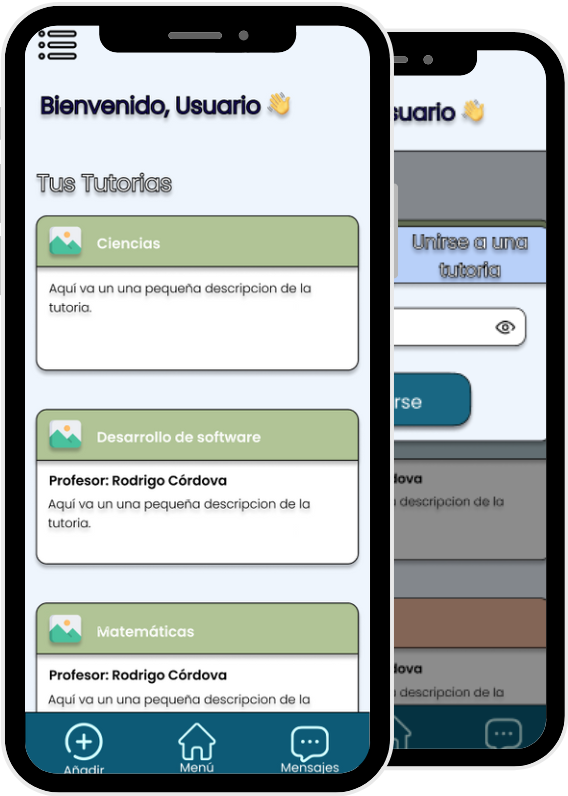 Bienvenido, Usuario 👋
Tus Tutorias
Ciencias
Aquí va un una pequeña descripcion de la
tutoria.
Desarrollo de software
Profesor: Rodrigo Córdova
Aquí va un una pequeña descripcion de la
tutoria.
Matemáticas
Profesor: Rodrigo Córdova
Aquí va un una pequeña descripcion de la
Añadir
Menú
Mensajes
suario 👋
Unirse a una
tutoria
rse
dova
descripcion de la
dova
descripcion de la